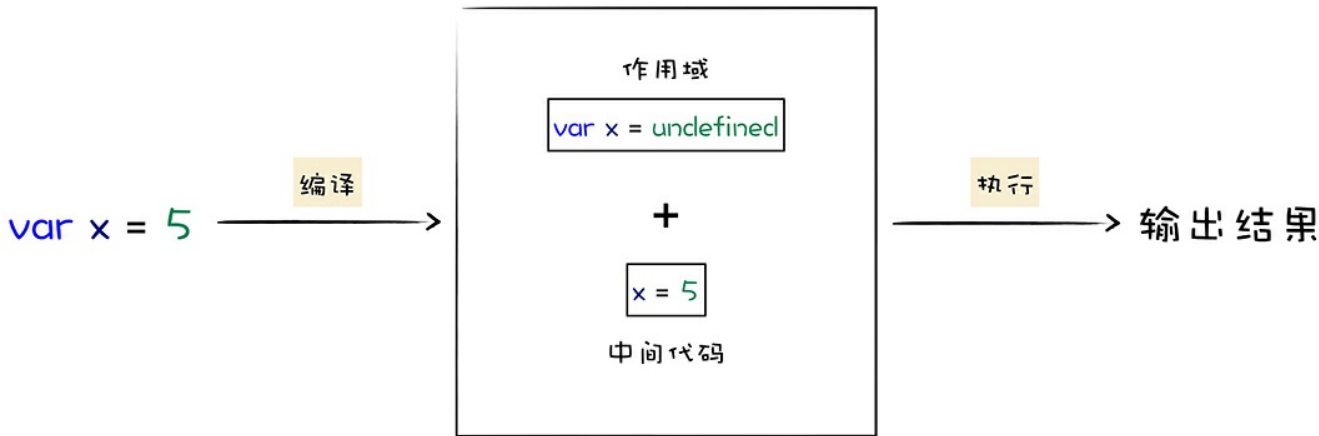 var x = 5
编译
作用域
var x = undefined
+
x = 5
中间代码
执行
输出结果